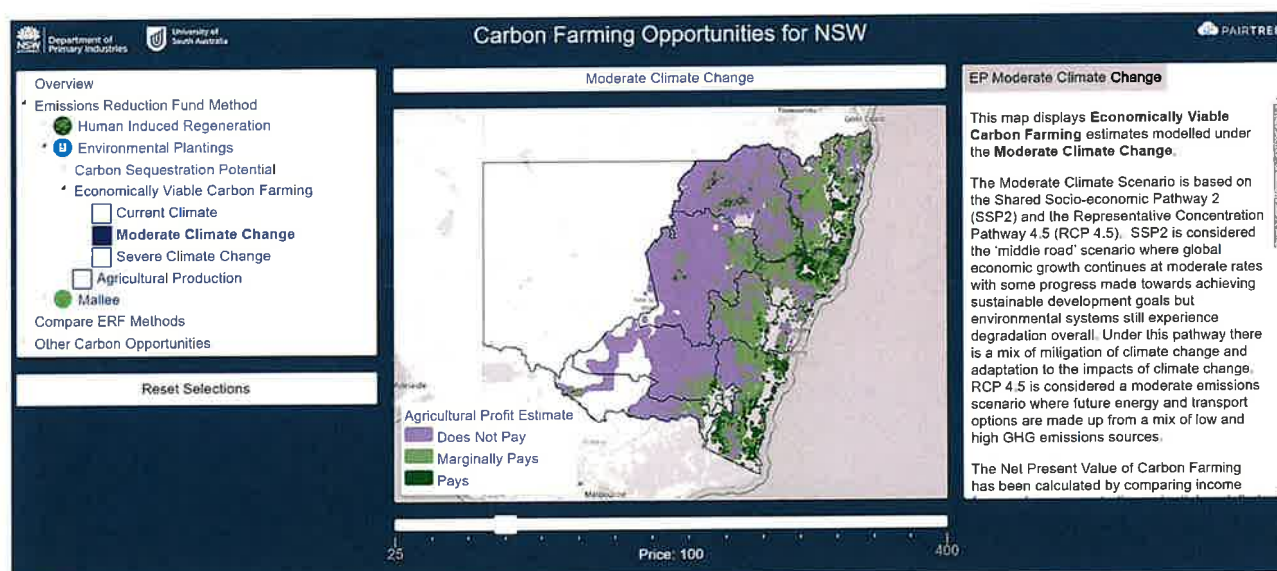 NSW
Department of
Primary Industries
University of
South Australia
Carbon Farming Opportunities for NSW
PAIRTREE
Overview
Emissions Reduction Fund Method
Human Induced Regeneration
Environmental Plantings
Carbon Sequestration Potential
Economically Viable Carbon Farming
Current Climate
Moderate Climate Change
Severe Climate Change
Agricultural Production
Mallee
Compare ERF Methods
Other Carbon Opportunities
Reset Selections
Moderate Climate Change
Gold Coast
Adelaide
Melbourne
Agricultural Profit Estimate
Does Not Pay
Marginally Pays
Pays
25
Price: 100
400
EP Moderate Climate Change
This map displays Economically Viable
Carbon Farming estimates modelled under
the Moderate Climate Change.
The Moderate Climate Scenario is based on
the Shared Socio-economic Pathway 2
(SSP2) and the Representative Concentration
Pathway 4.5 (RCP 4.5). SSP2 is considered
the 'middle road' scenario where global
economic growth continues at moderate rates
with some progress made towards achieving
sustainable development goals but
environmental systems still experience
degradation overall. Under this pathway there
is a mix of mitigation of climate change and
adaptation to the impacts of climate change.
RCP 4.5 is considered a moderate emissions
scenario where future energy and transport
options are made up from a mix of low and
high GHG emissions sources.
The Net Present Value of Carbon Farming
has been calculated by comparing income